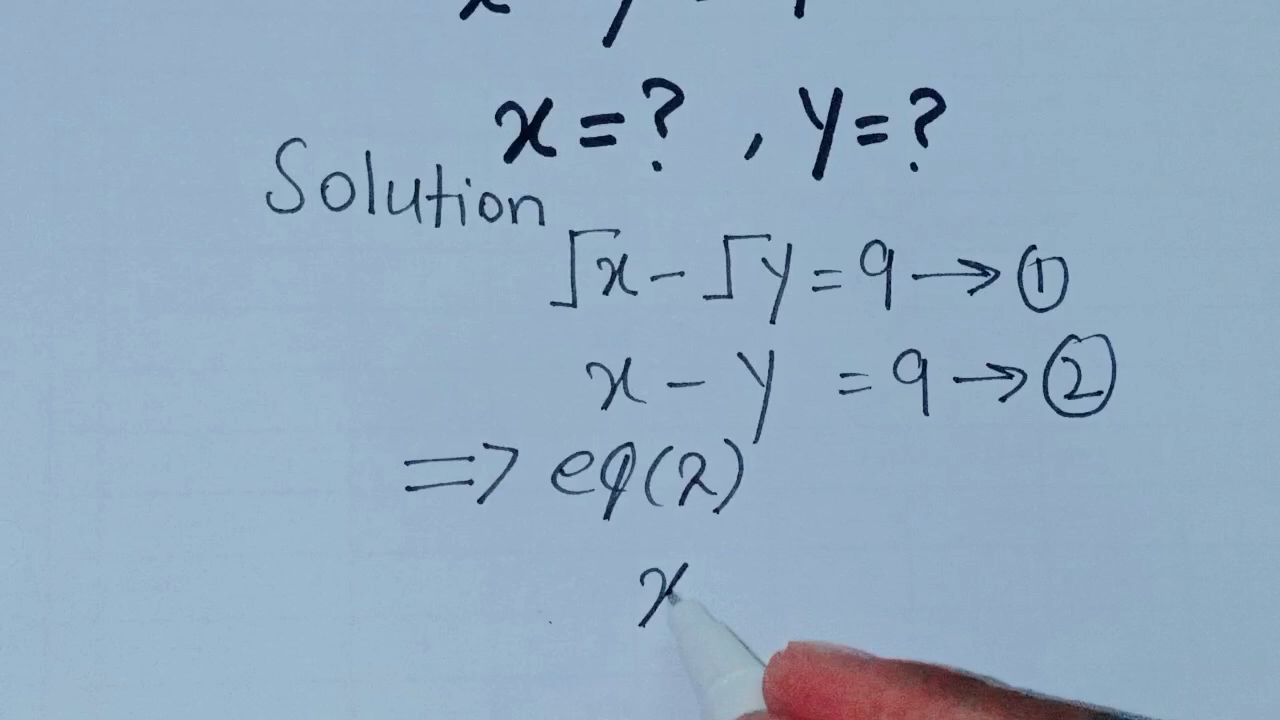 x = ? , y = ?
Solution
√x - √y = 9 → ①
x - y = 9 → ②
=> eq(2)
x